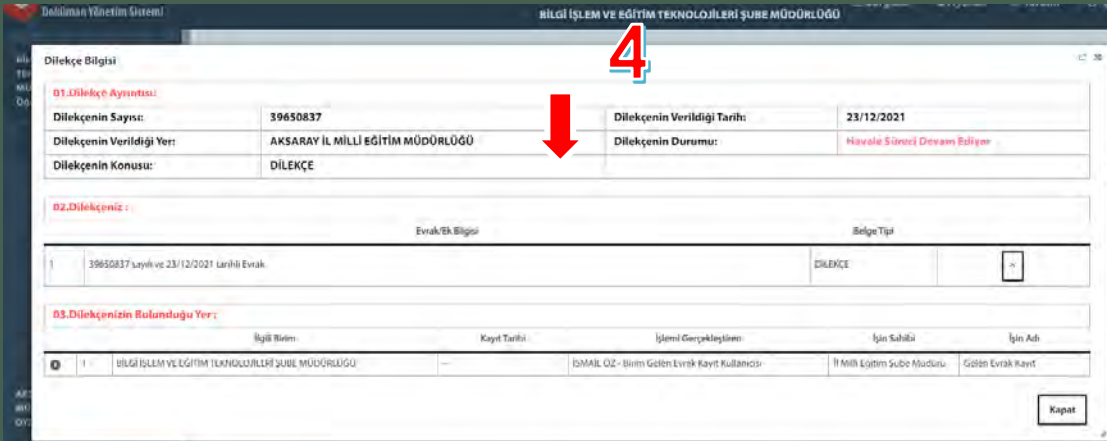 Doküman Yönetim Sistemi
BİLGİ İŞLEM VE EĞİTİM TEKNOLOJİLERİ ŞUBE MÜDÜRLÜĞÜ
4
Dilekçe Bilgisi
01.Dilekçe Ayrıntısı:
Dilekçenin Sayısı: 39650837 Dilekçenin Verildiği Tarih: 23/12/2021
Dilekçenin Verildiği Yer: AKSARAY İL MİLLİ EĞİTİM MÜDÜRLÜĞÜ Dilekçenin Durumu: Havale Süreci Devam Ediyor
Dilekçenin Konusu: DİLEKÇE
02.Dilekçeniz :
Evrak/Ek Bilgisi Belge Tipi
1 39650837 sayılı ve 23/12/2021 tarihli Evrak DİLEKÇE
03.Dilekçenizin Bulunduğu Yer :
İlgili Birim Kayıt Tarihi İşlemi Gerçekleştiren İşin Sahibi İşin Adı
1 BİLGİ İŞLEM VE EĞİTİM TEKNOLOJİLERİ ŞUBE MÜDÜRLÜĞÜ --- İSMAİL ÖZ - Birim Gelen Evrak Kayıt Kullanıcısı İl Milli Eğitim Şube Müdürü Gelen Evrak Kayıt
Kapat